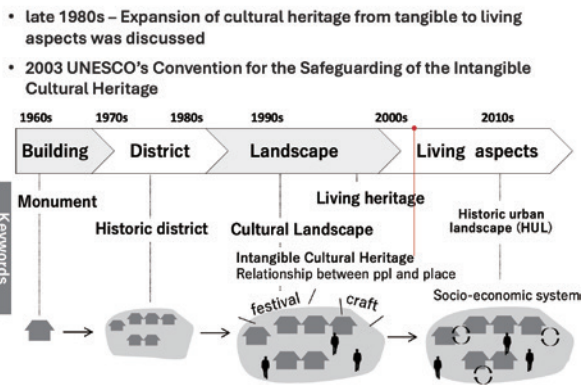 • late 1980s – Expansion of cultural heritage from tangible to living
aspects was discussed
• 2003 UNESCO's Convention for the Safeguarding of the Intangible
Cultural Heritage
1960s 1970s 1980s 1990s 2000s 2010s
Building District Landscape Living aspects
Keywords
Monument
Living heritage
Historic district
Cultural Landscape
Historic urban
landscape (HUL)
Intangible Cultural Heritage
Relationship between ppl and place
festival craft
Socio-economic system